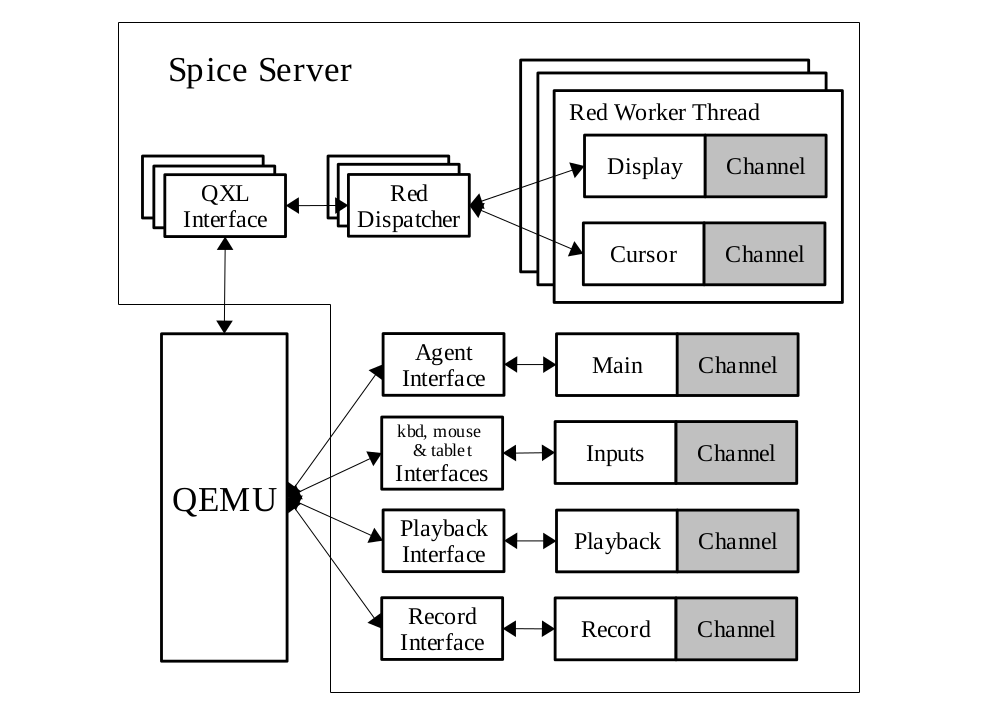 Spice Server
Red Worker Thread
Display
Channel
QXL
Interface
Red
Dispatcher
Cursor
Channel
Agent
Interface
Main
Channel
kbd, mouse
& tablet
Interfaces
Inputs
Channel
QEMU
Playback
Interface
Playback
Channel
Record
Interface
Record
Channel